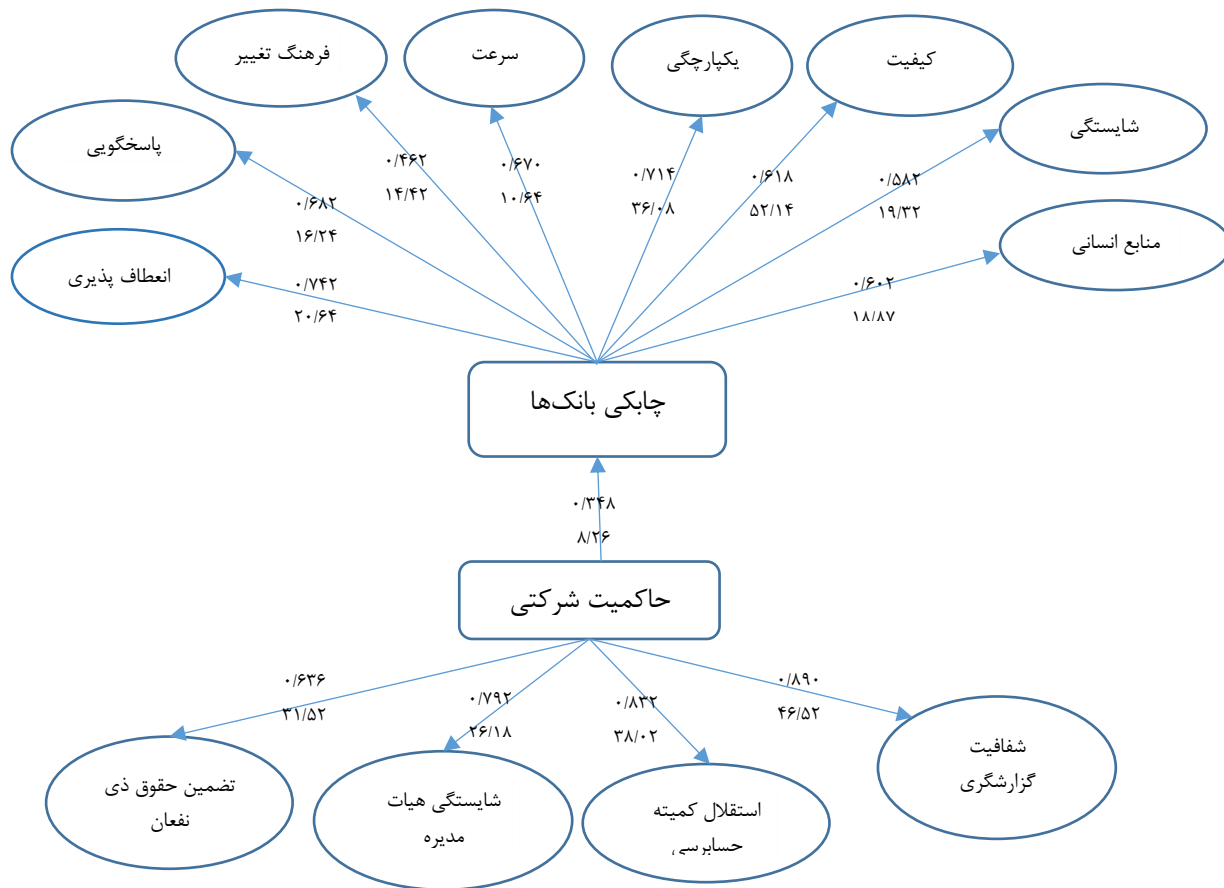 فرهنگ تغییر
سرعت
یکپارچگی
کیفیت
شایستگی
پاسخگویی
منابع انسانی
انعطاف پذیری
۰/۴۶۲
۱۴/۴۲
۰/۶۷۰
۱۰/۶۴
۰/۷۱۴
۳۶/۰۸
۰/۶۱۸
۵۲/۱۴
۰/۵۸۲
۱۹/۳۲
۰/۶۸۲
۱۶/۲۴
۰/۷۴۲
۲۰/۶۴
۰/۶۰۲
۱۸/۸۷
چابکی بانک‌ها
۰/۳۴۸
۸/۲۶
حاکمیت شرکتی
۰/۶۳۶
۳۱/۵۲
۰/۷۹۲
۲۶/۱۸
۰/۸۳۲
۳۸/۰۲
۰/۸۹۰
۴۶/۵۲
تضمین حقوق ذی
نفعان
شایستگی هیات
مدیره
استقلال کمیته
حسابرسی
شفافیت
گزارشگری